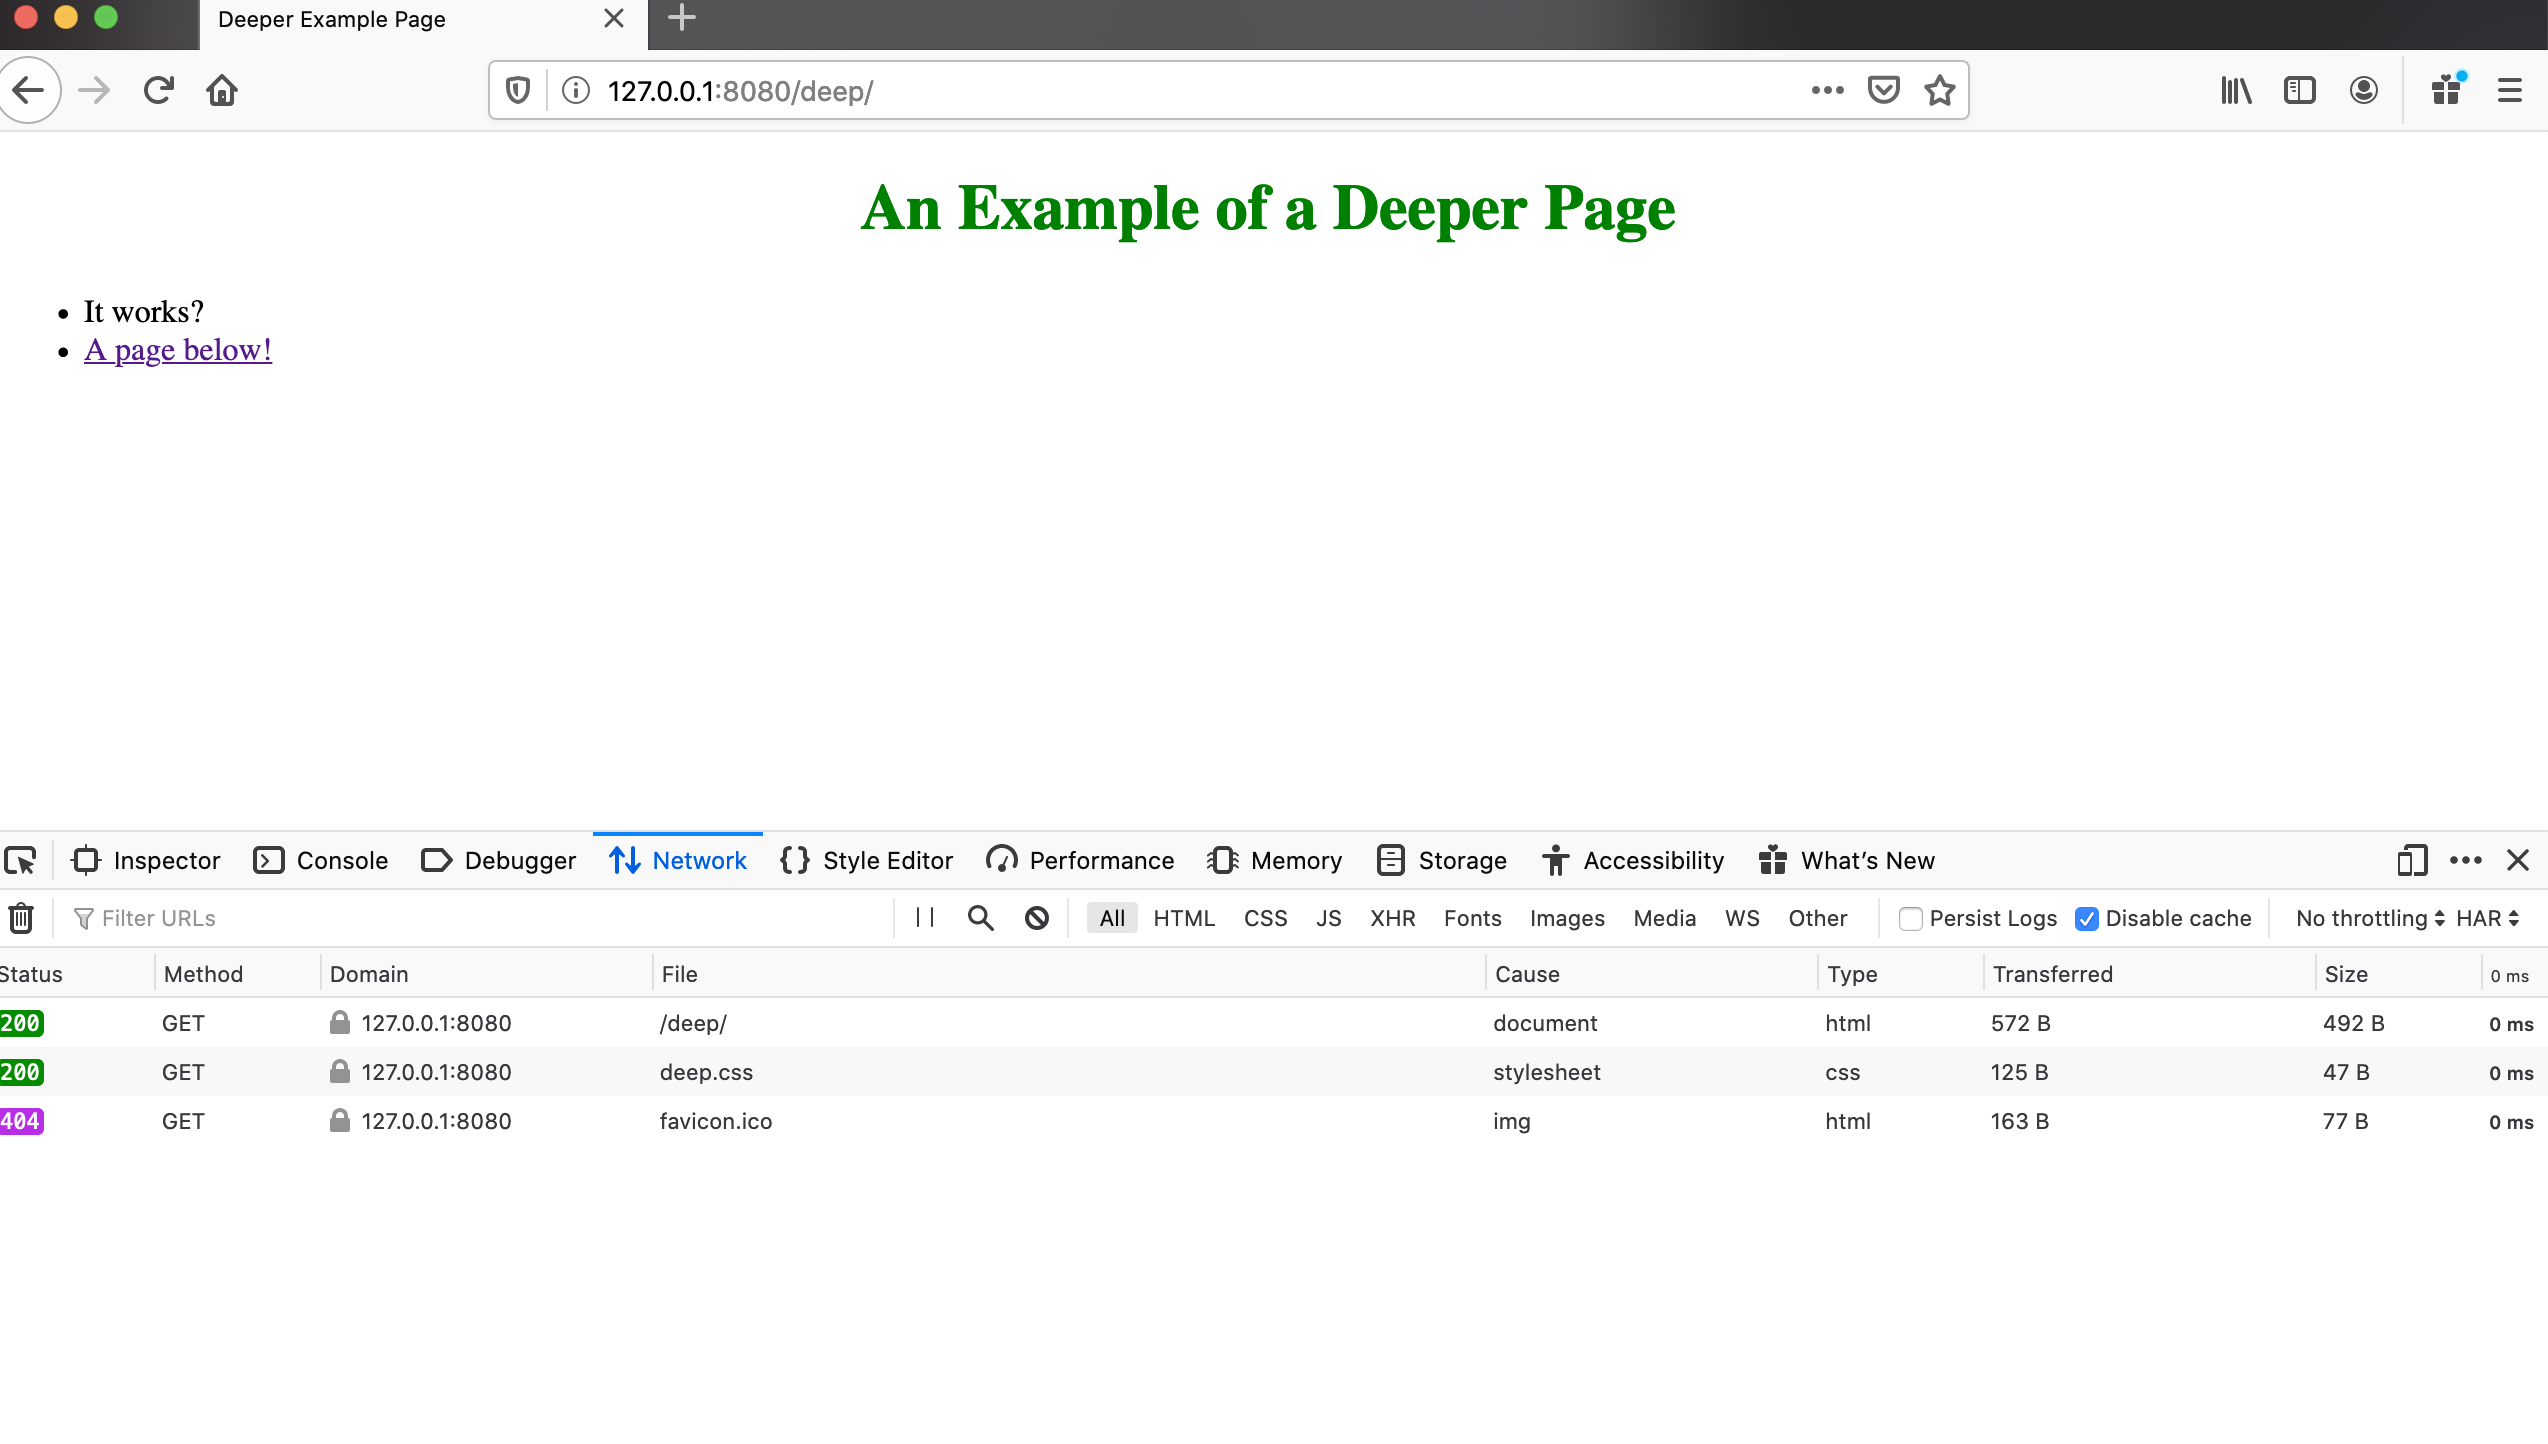 Deeper Example Page
127.0.0.1:8080/deep/
An Example of a Deeper Page
It works?
A page below!
Inspector Console Debugger Network Style Editor Performance Memory Storage Accessibility What’s New
Filter URLs All HTML CSS JS XHR Fonts Images Media WS Other Persist Logs Disable cache No throttling HAR
Status Method Domain File Cause Type Transferred Size 0 ms
200 GET 127.0.0.1:8080 /deep/ document html 572 B 492 B 0 ms
200 GET 127.0.0.1:8080 deep.css stylesheet css 125 B 47 B 0 ms
404 GET 127.0.0.1:8080 favicon.ico img html 163 B 77 B 0 ms